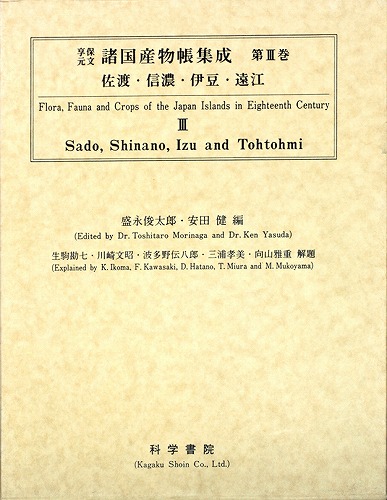 享保元文 諸国産物帳集成 第Ⅲ巻
佐渡・信濃・伊豆・遠江
Flora, Fauna and Crops of the Japan Islands in Eighteenth Century
Ⅲ
Sado, Shinano, Izu and Tohtohmi
盛永俊太郎・安田 健 編
(Edited by Dr. Toshitaro Morinaga and Dr. Ken Yasuda)
生駒勘七・川崎文昭・波多野伝八郎・三浦孝美・向山雅重 解題
(Explained by K. Ikoma, F. Kawasaki, D. Hatano, T. Miura and M. Mukoyama)
科学書院
(Kagaku Shoin Co., Ltd.)